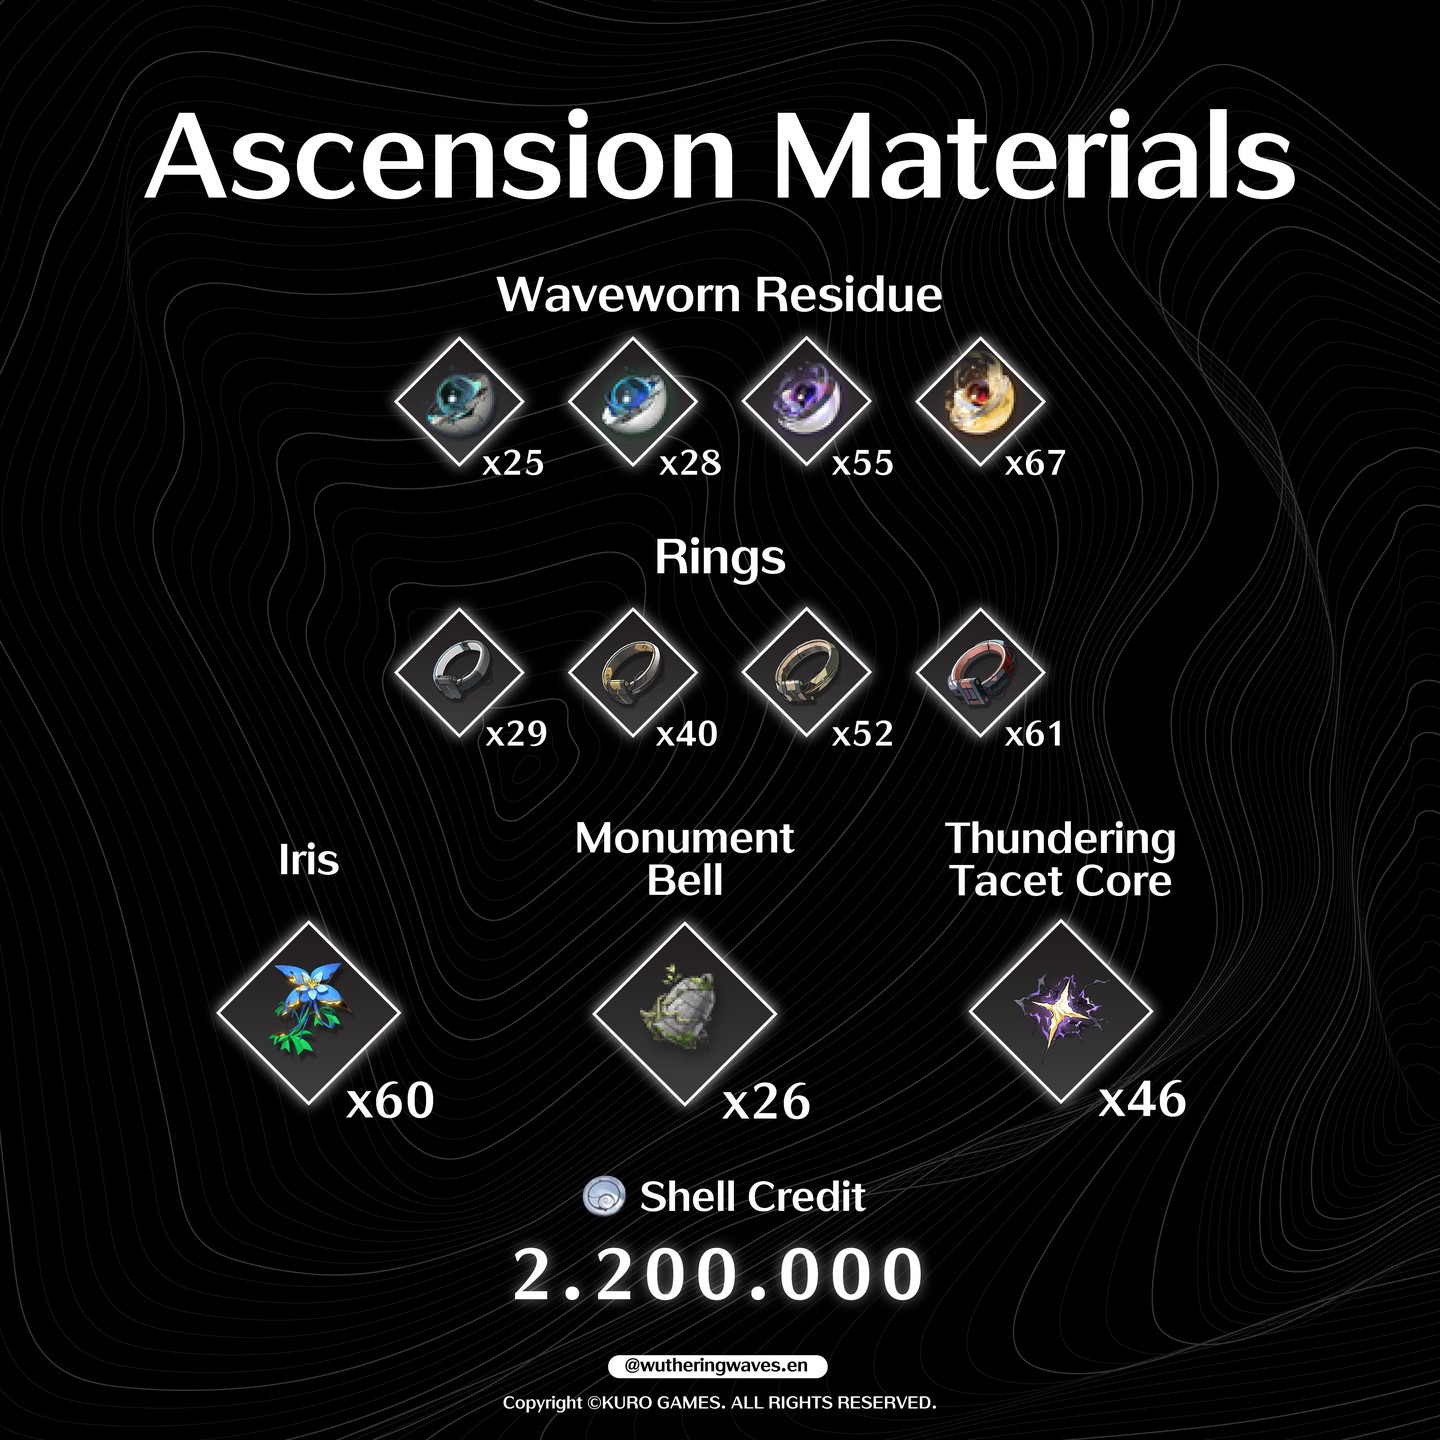 Ascension Materials
Waveworn Residue
x25 x28 x55 x67
Rings
x29 x40 x52 x61
Iris
Monument
Bell
Thundering
Tacet Core
x60 x26 x46
Shell Credit
2.200.000
@wutheringwaves.en
Copyright ©KURO GAMES. ALL RIGHTS RESERVED.